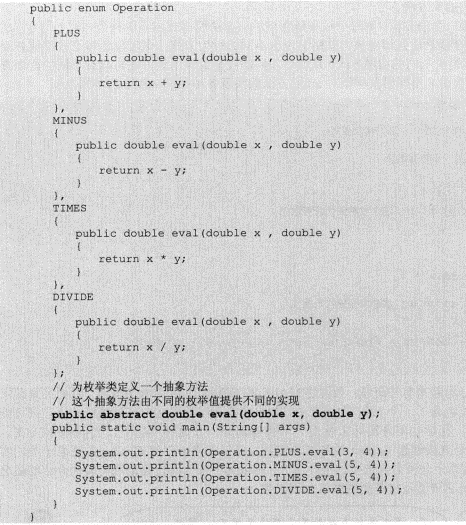 public enum Operation
{
PLUS
{
public double eval(double x , double y)
{
return x + y;
}
},
MINUS
{
public double eval(double x , double y)
{
return x - y;
}
},
TIMES
{
public double eval(double x , double y)
{
return x * y;
}
},
DIVIDE
{
public double eval(double x , double y)
{
return x / y;
}
};
// 为枚举类定义一个抽象方法
// 这个抽象方法由不同的枚举值提供不同的实现
public abstract double eval(double x, double y);
public static void main(String[] args)
{
System.out.println(Operation.PLUS.eval(3, 4));
System.out.println(Operation.MINUS.eval(5, 4));
System.out.println(Operation.TIMES.eval(5, 4));
System.out.println(Operation.DIVIDE.eval(5, 4));
}
}